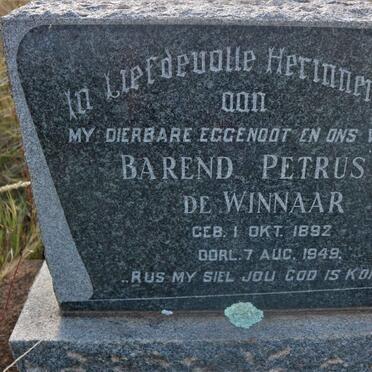 In Liefdevolle Herinner
aan
MY DIERBARE EGGENOOT EN ONS V
BAREND PETRUS
DE WINNAAR
GEB. 1 OKT. 1892
OORL. 7 AUG. 1949.
„RUS MY SIEL JOU GOD IS KON